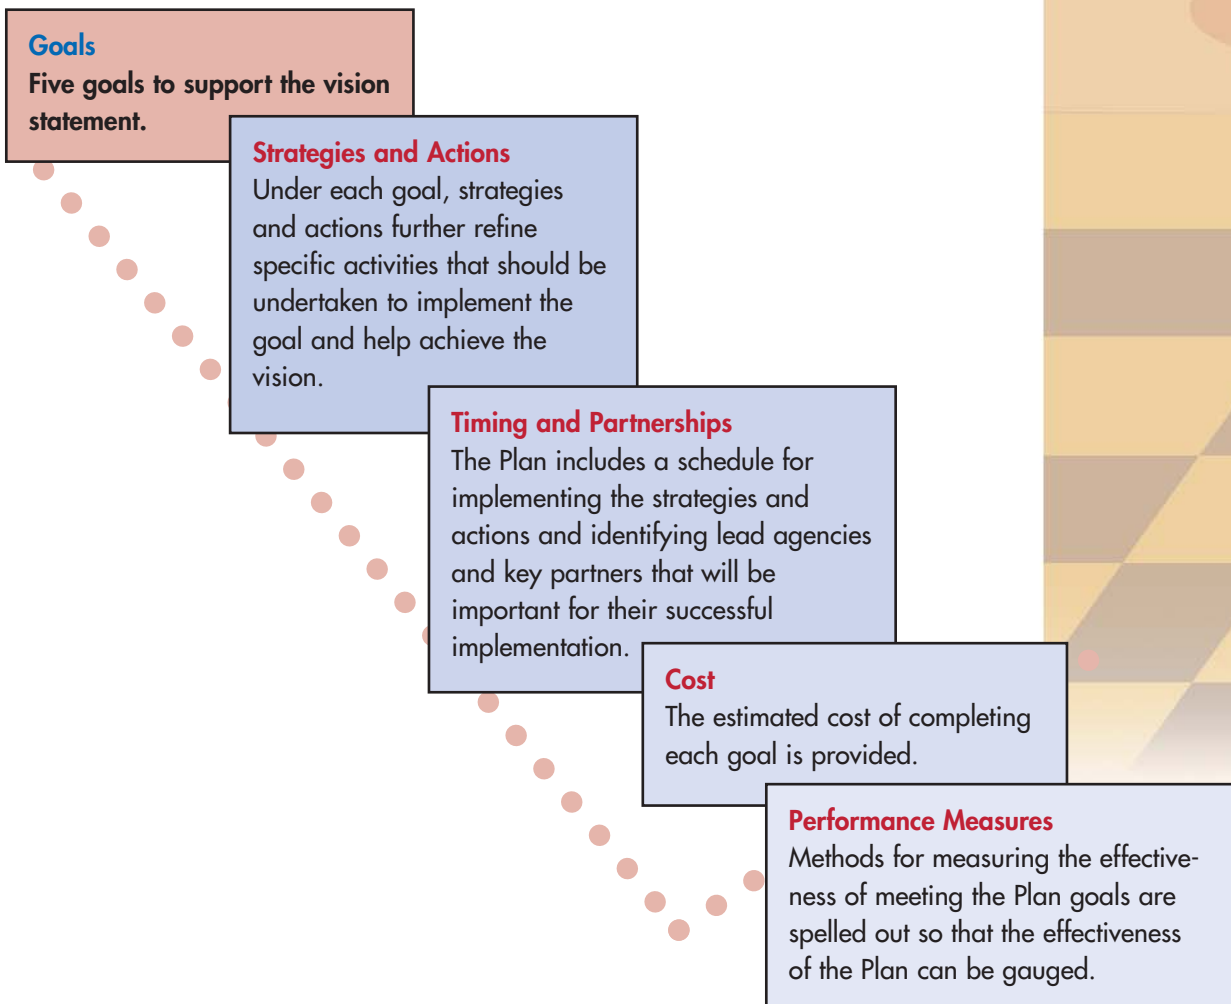 Goals
Five goals to support the vision
statement.
Strategies and Actions
Under each goal, strategies
and actions further refine
specific activities that should be
undertaken to implement the
goal and help achieve the
vision.
Timing and Partnerships
The Plan includes a schedule for
implementing the strategies and
actions and identifying lead agencies
and key partners that will be
important for their successful
implementation.
Cost
The estimated cost of completing
each goal is provided.
Performance Measures
Methods for measuring the effective-
ness of meeting the Plan goals are
spelled out so that the effectiveness
of the Plan can be gauged.